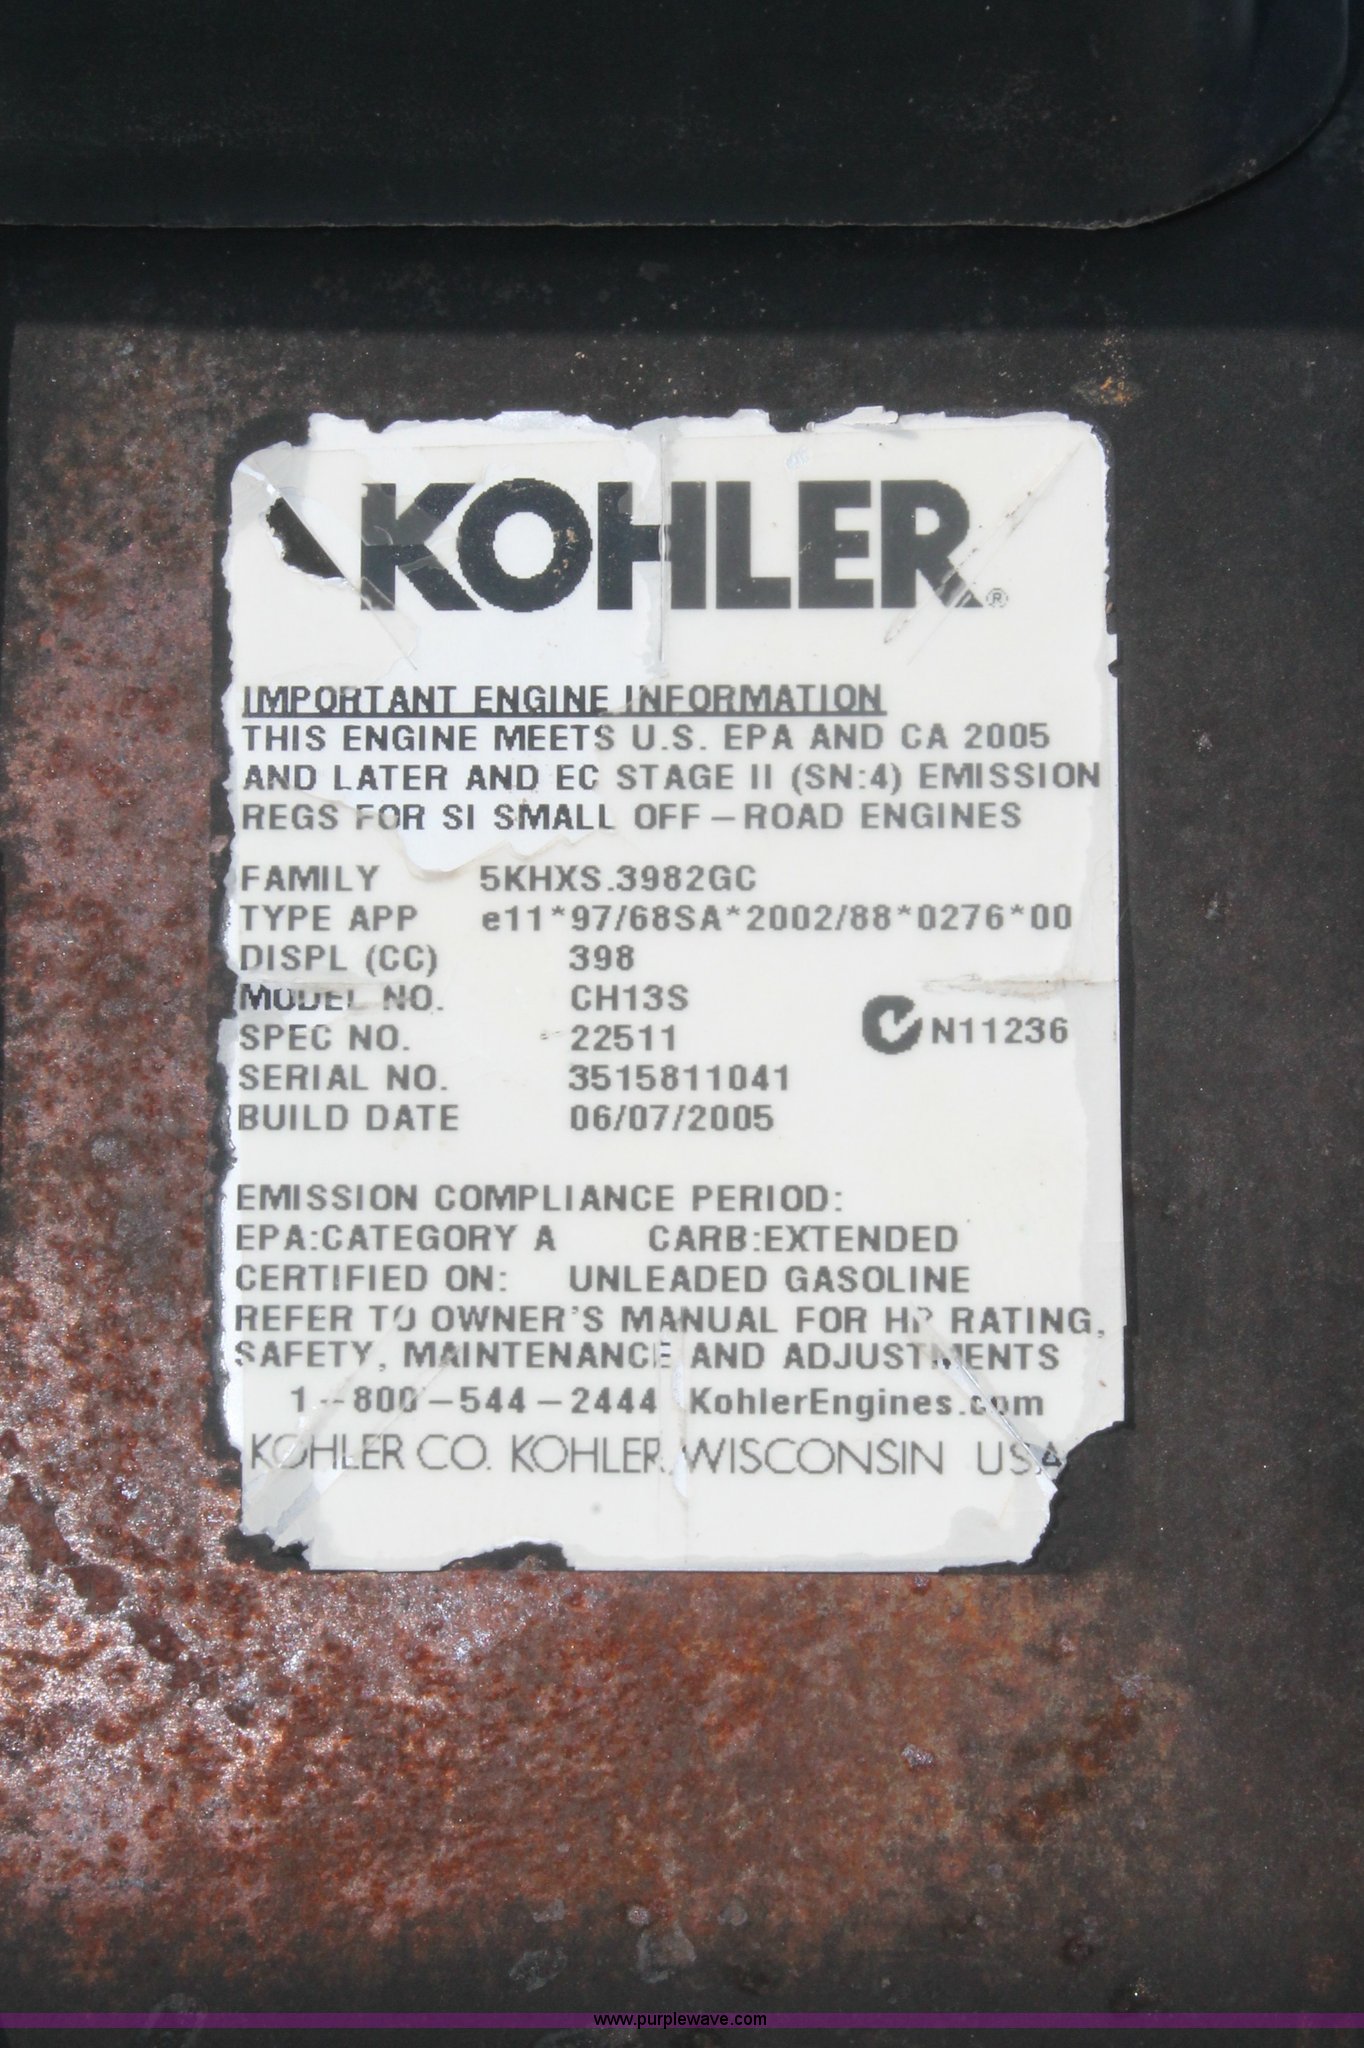 KOHLER®
IMPORTANT ENGINE INFORMATION
THIS ENGINE MEETS U.S. EPA AND CA 2005
AND LATER AND EC STAGE II (SN:4) EMISSION
REGS FOR SI SMALL OFF-ROAD ENGINES
FAMILY 5KHXS.3982GC
TYPE APP e11*97/68SA*2002/88*0276*00
DISPL (CC) 398
MODEL NO. CH13S
SPEC NO. 22511
N11236
SERIAL NO. 3515811041
BUILD DATE 06/07/2005
EMISSION COMPLIANCE PERIOD:
EPA:CATEGORY A CARB:EXTENDED
CERTIFIED ON: UNLEADED GASOLINE
REFER TO OWNER'S MANUAL FOR HP RATING,
SAFETY, MAINTENANCE AND ADJUSTMENTS
1-800-544-2444 KohlerEngines.com
KOHLER CO. KOHLER, WISCONSIN USA
www.purplewave.com